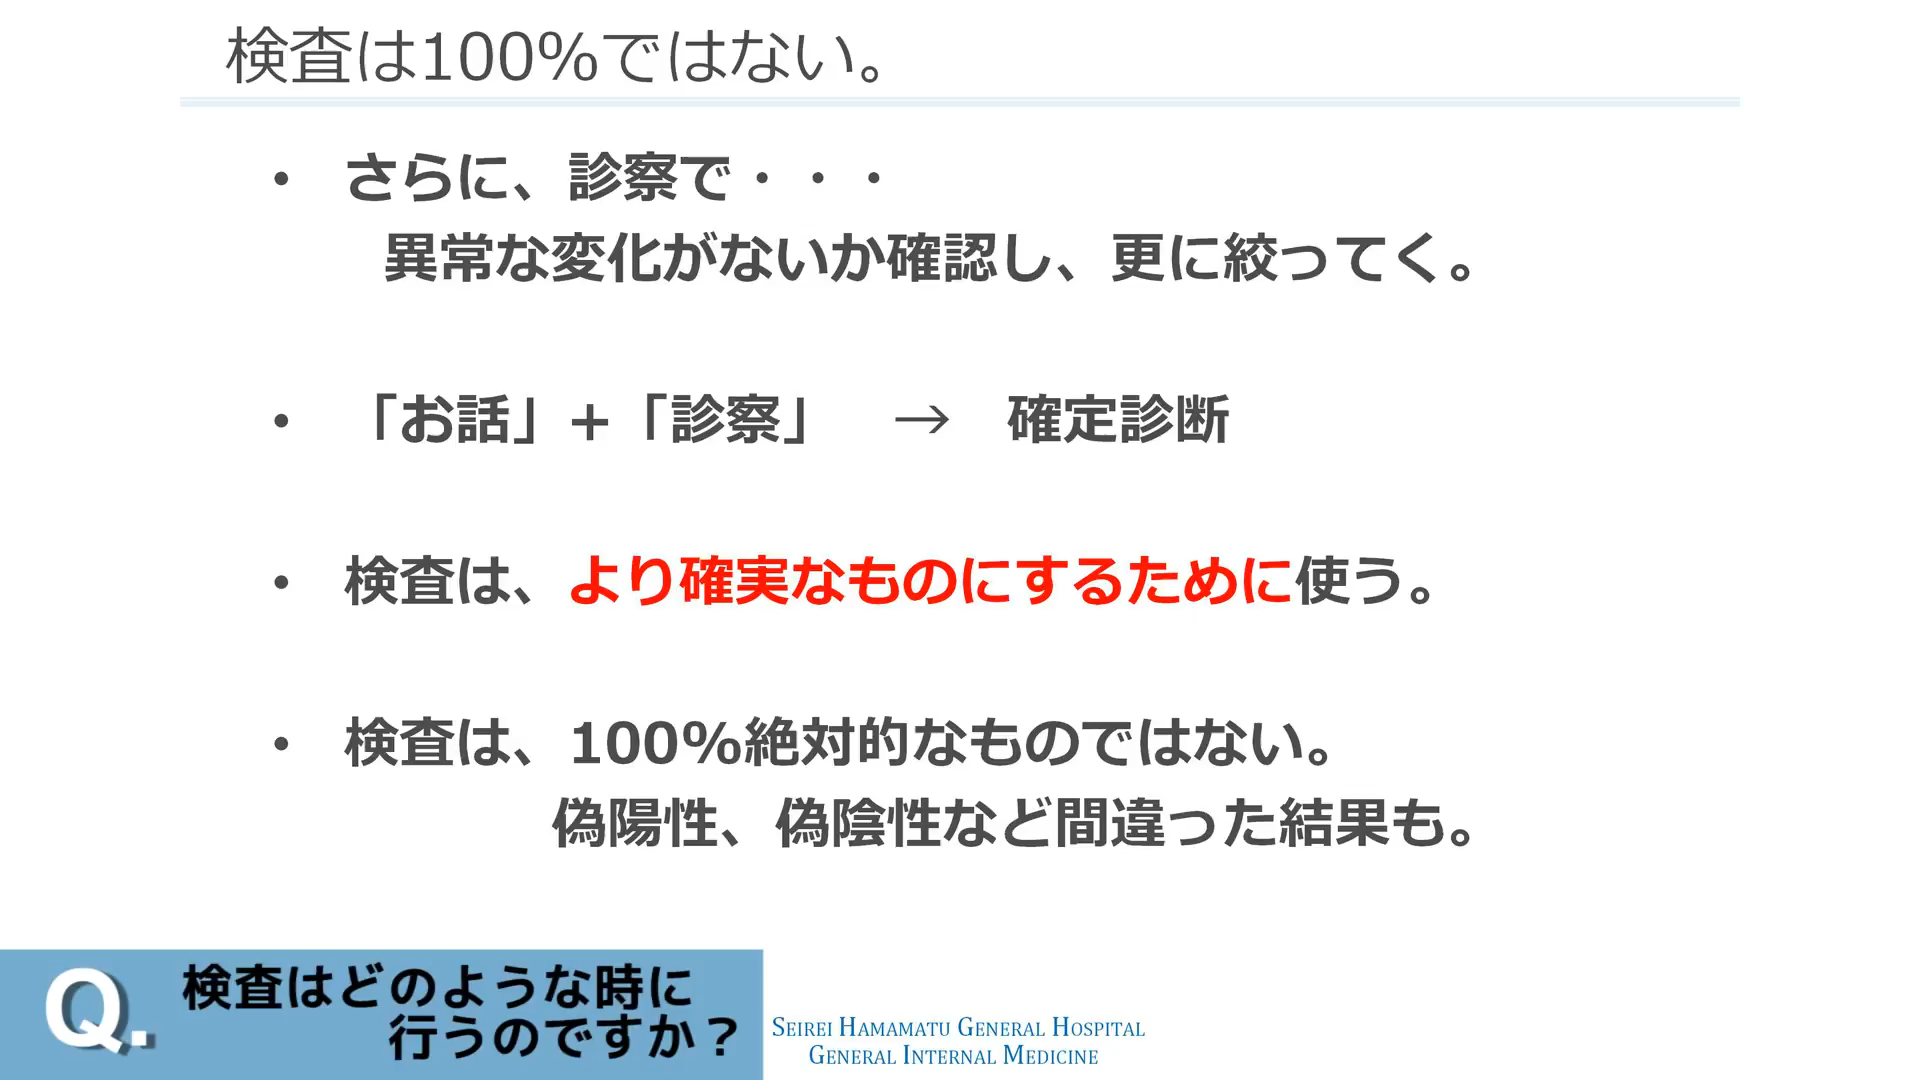 検査は100%ではない。
• さらに、診察で・・・
異常な変化がないか確認し、更に絞ってく。
• 「お話」+「診察」 → 確定診断
• 検査は、より確実なものにするために使う。
• 検査は、100%絶対的なものではない。
偽陽性、偽陰性など間違った結果も。
Q. 検査はどのような時に
行うのですか？
SEIREI HAMAMATU GENERAL HOSPITAL
GENERAL INTERNAL MEDICINE